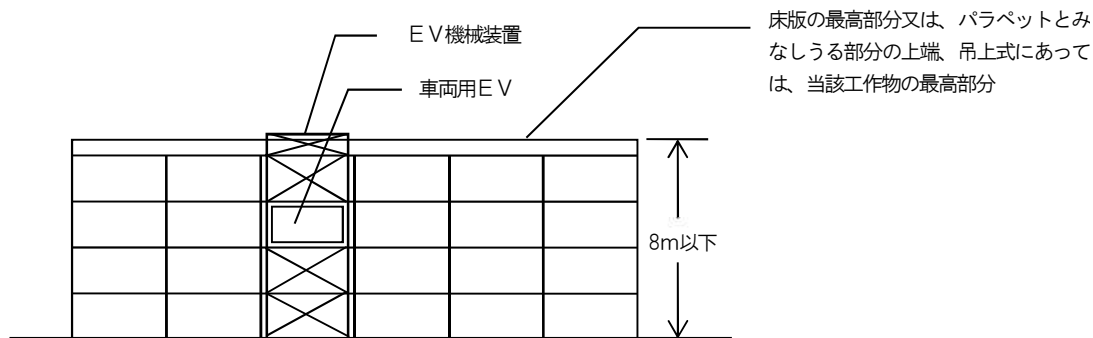 床版の最高部分又は、パラペットとみ
なしうる部分の上端、吊上式にあって
は、当該工作物の最高部分
ＥＶ機械装置
車両用ＥＶ
8m以下